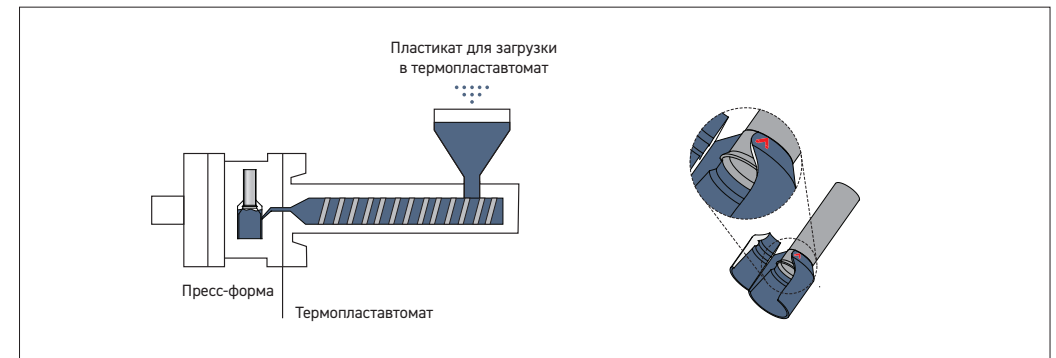 Пластикат для загрузки
в термопластавтомат
Пресс-форма
Термопластавтомат